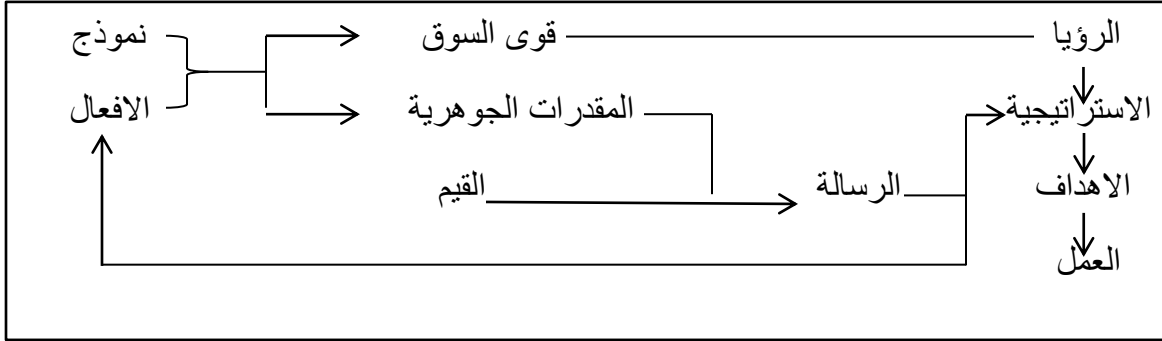 الرؤيا قوى السوق نموذج
الاستراتيجية المقدرات الجوهرية الافعال
الاهداف الرسالة القيم
العمل